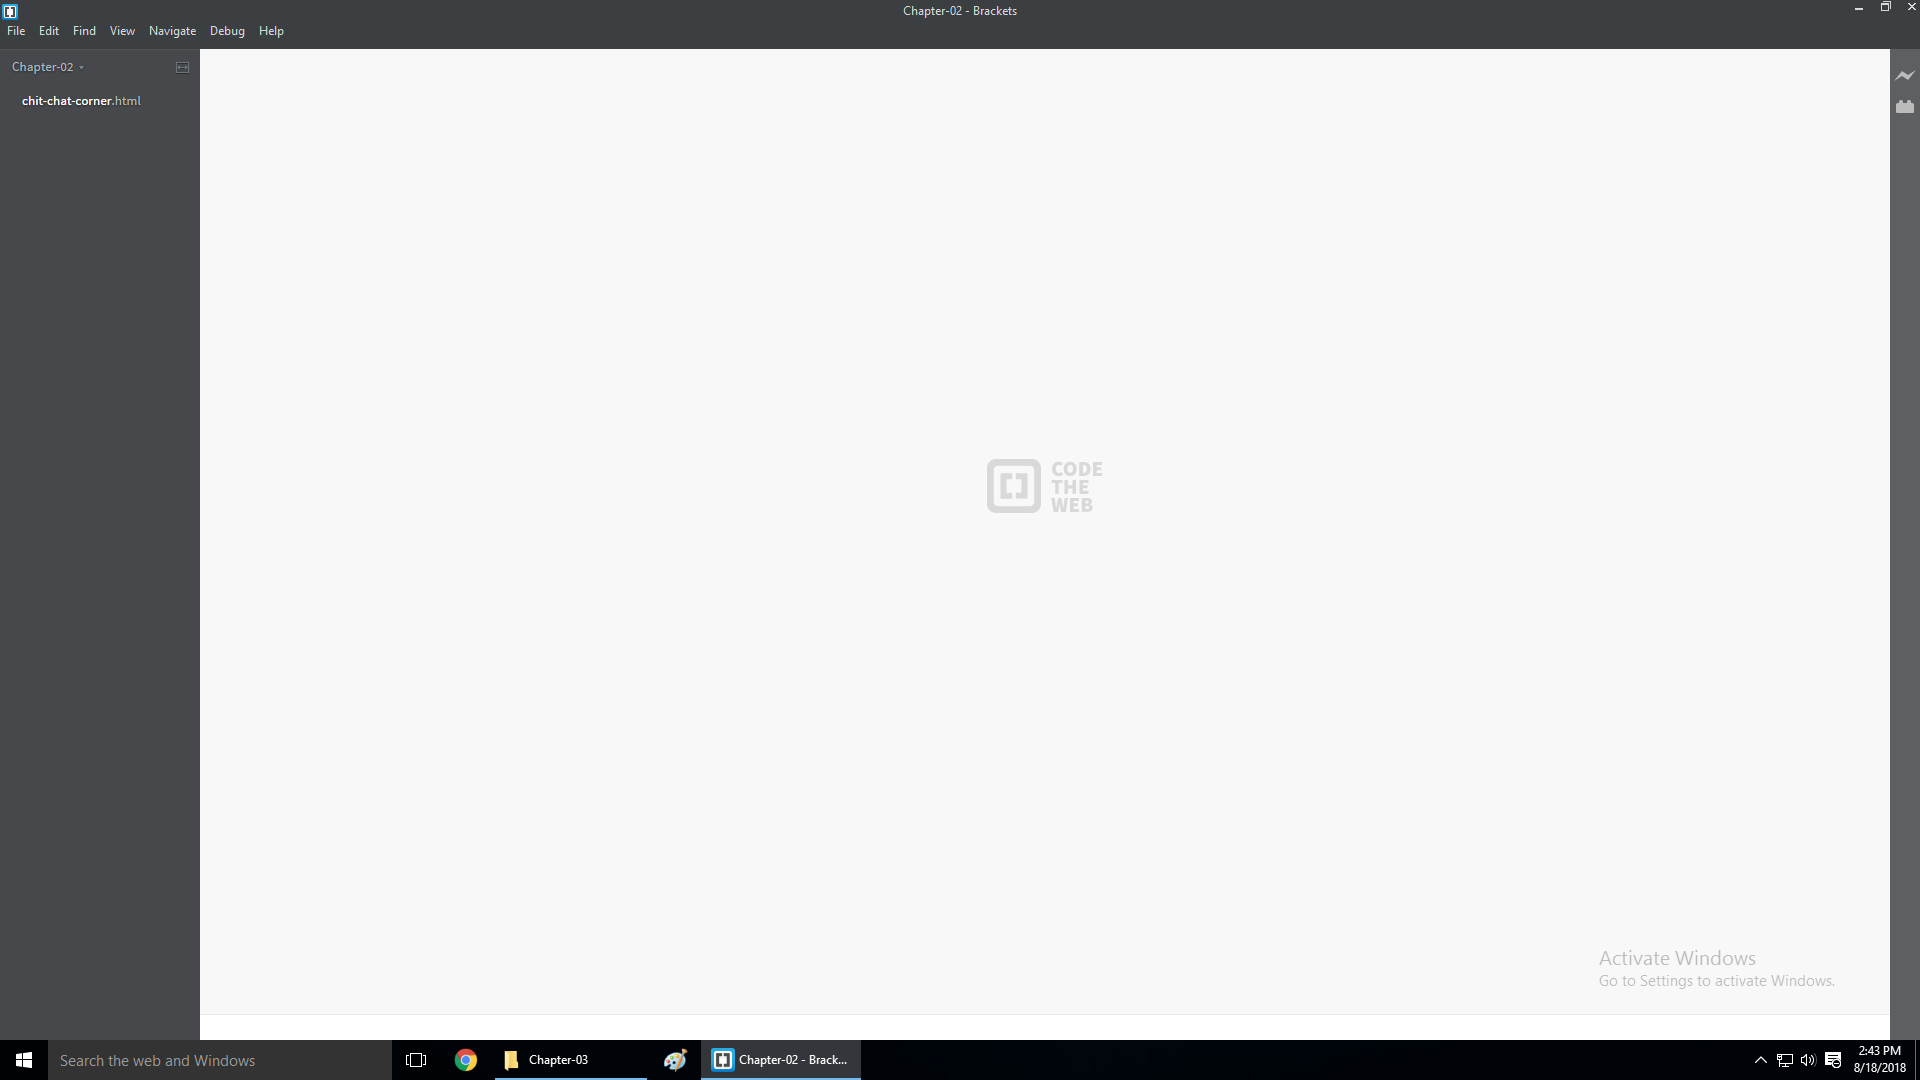 Chapter-02 - Brackets
File Edit Find View Navigate Debug Help
Chapter-02
chit-chat-corner.html
CODE
THE
WEB
Activate Windows
Go to Settings to activate Windows.
Search the web and Windows
Chapter-03
Chapter-02 - Brack...
2:43 PM
8/18/2018